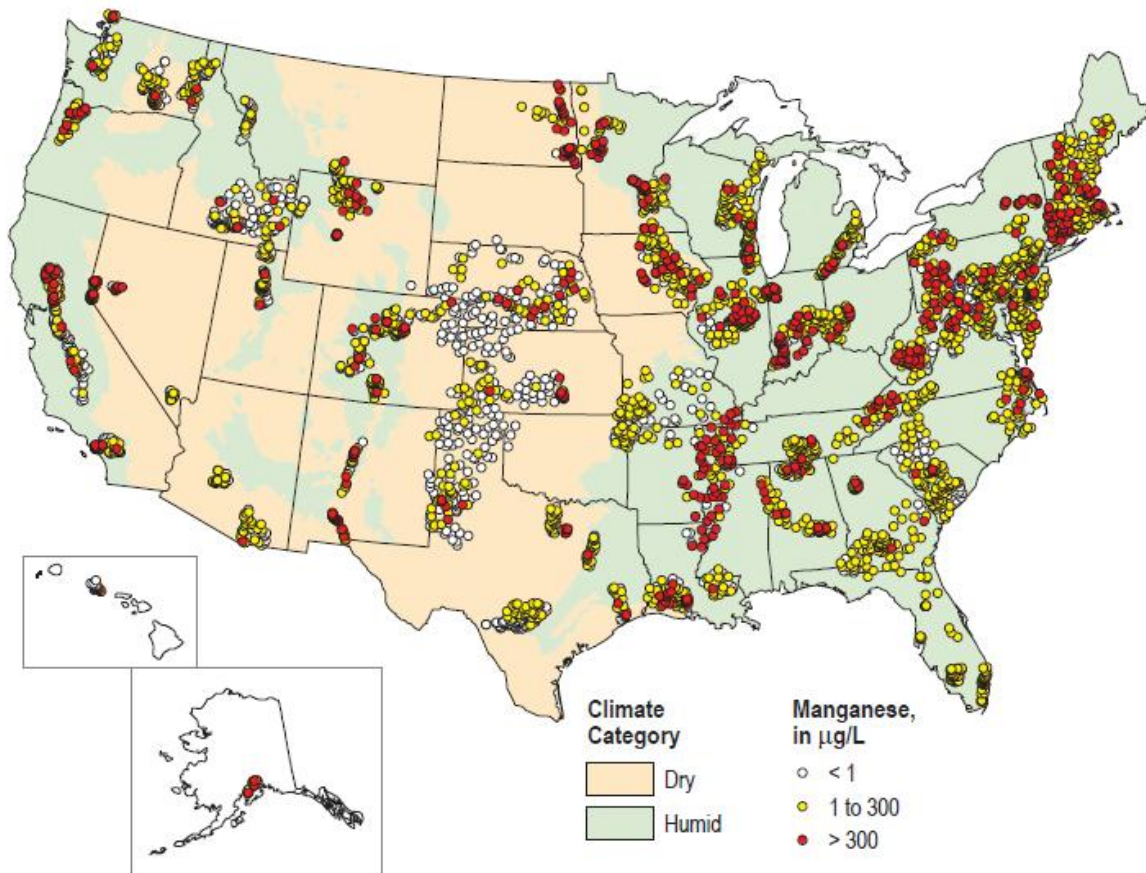 Climate
Category
Dry
Humid
Manganese,
in µg/L
< 1
1 to 300
> 300